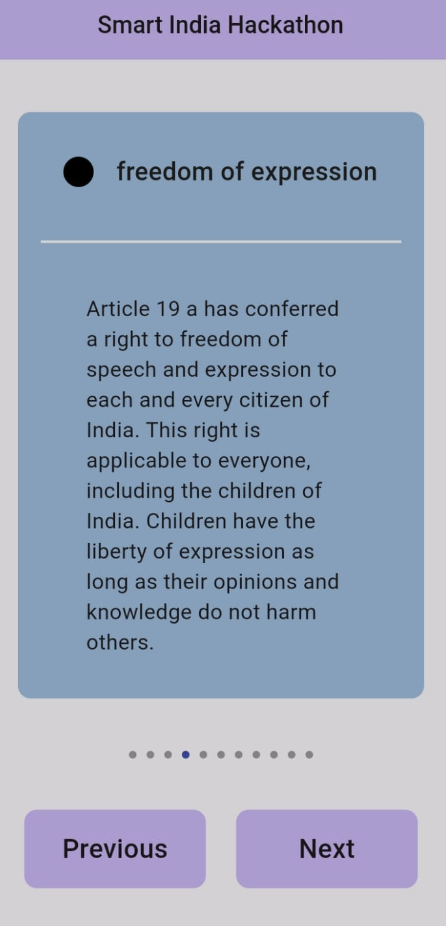 Smart India Hackathon
freedom of expression
Article 19 a has conferred
a right to freedom of
speech and expression to
each and every citizen of
India. This right is
applicable to everyone,
including the children of
India. Children have the
liberty of expression as
long as their opinions and
knowledge do not harm
others.
Previous
Next